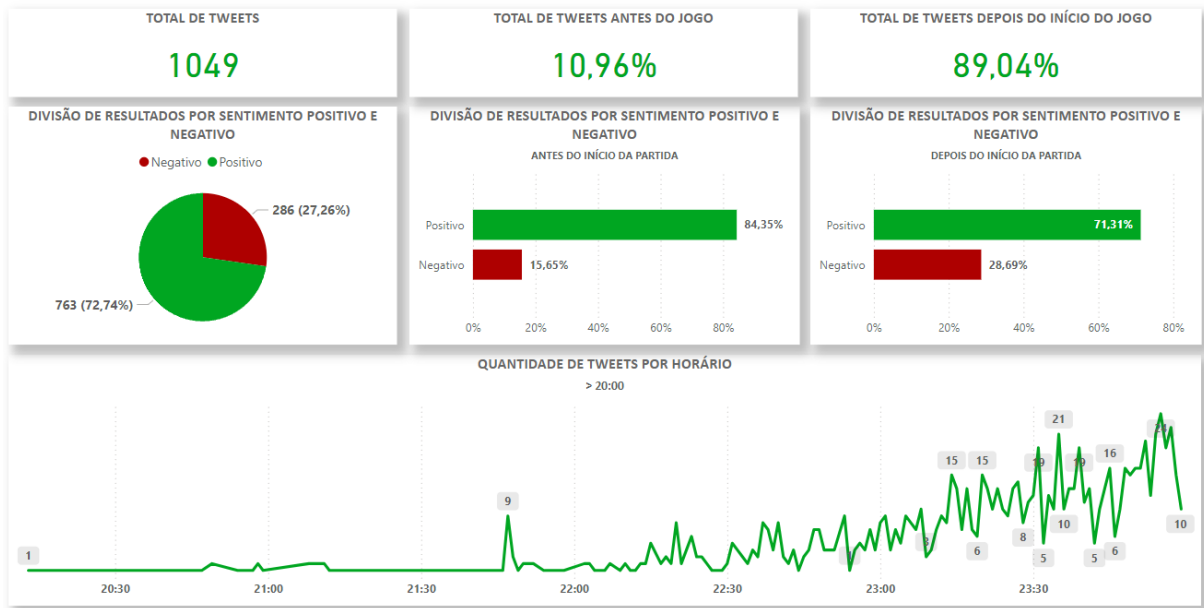 TOTAL DE TWEETS
1049
TOTAL DE TWEETS ANTES DO JOGO
10,96%
TOTAL DE TWEETS DEPOIS DO INÍCIO DO JOGO
89,04%
DIVISÃO DE RESULTADOS POR SENTIMENTO POSITIVO E
NEGATIVO
Negativo Positivo
286 (27,26%)
763 (72,74%)
DIVISÃO DE RESULTADOS POR SENTIMENTO POSITIVO E
NEGATIVO
ANTES DO INÍCIO DA PARTIDA
Positivo 84,35%
Negativo 15,65%
0% 20% 40% 60% 80%
DIVISÃO DE RESULTADOS POR SENTIMENTO POSITIVO E
NEGATIVO
DEPOIS DO INÍCIO DA PARTIDA
Positivo 71,31%
Negativo 28,69%
0% 20% 40% 60% 80%
QUANTIDADE DE TWEETS POR HORÁRIO
> 20:00
1 9 1 3 15 6 15 8 19 5 21 10 19 5 16 6 24 10
20:30 21:00 21:30 22:00 22:30 23:00 23:30